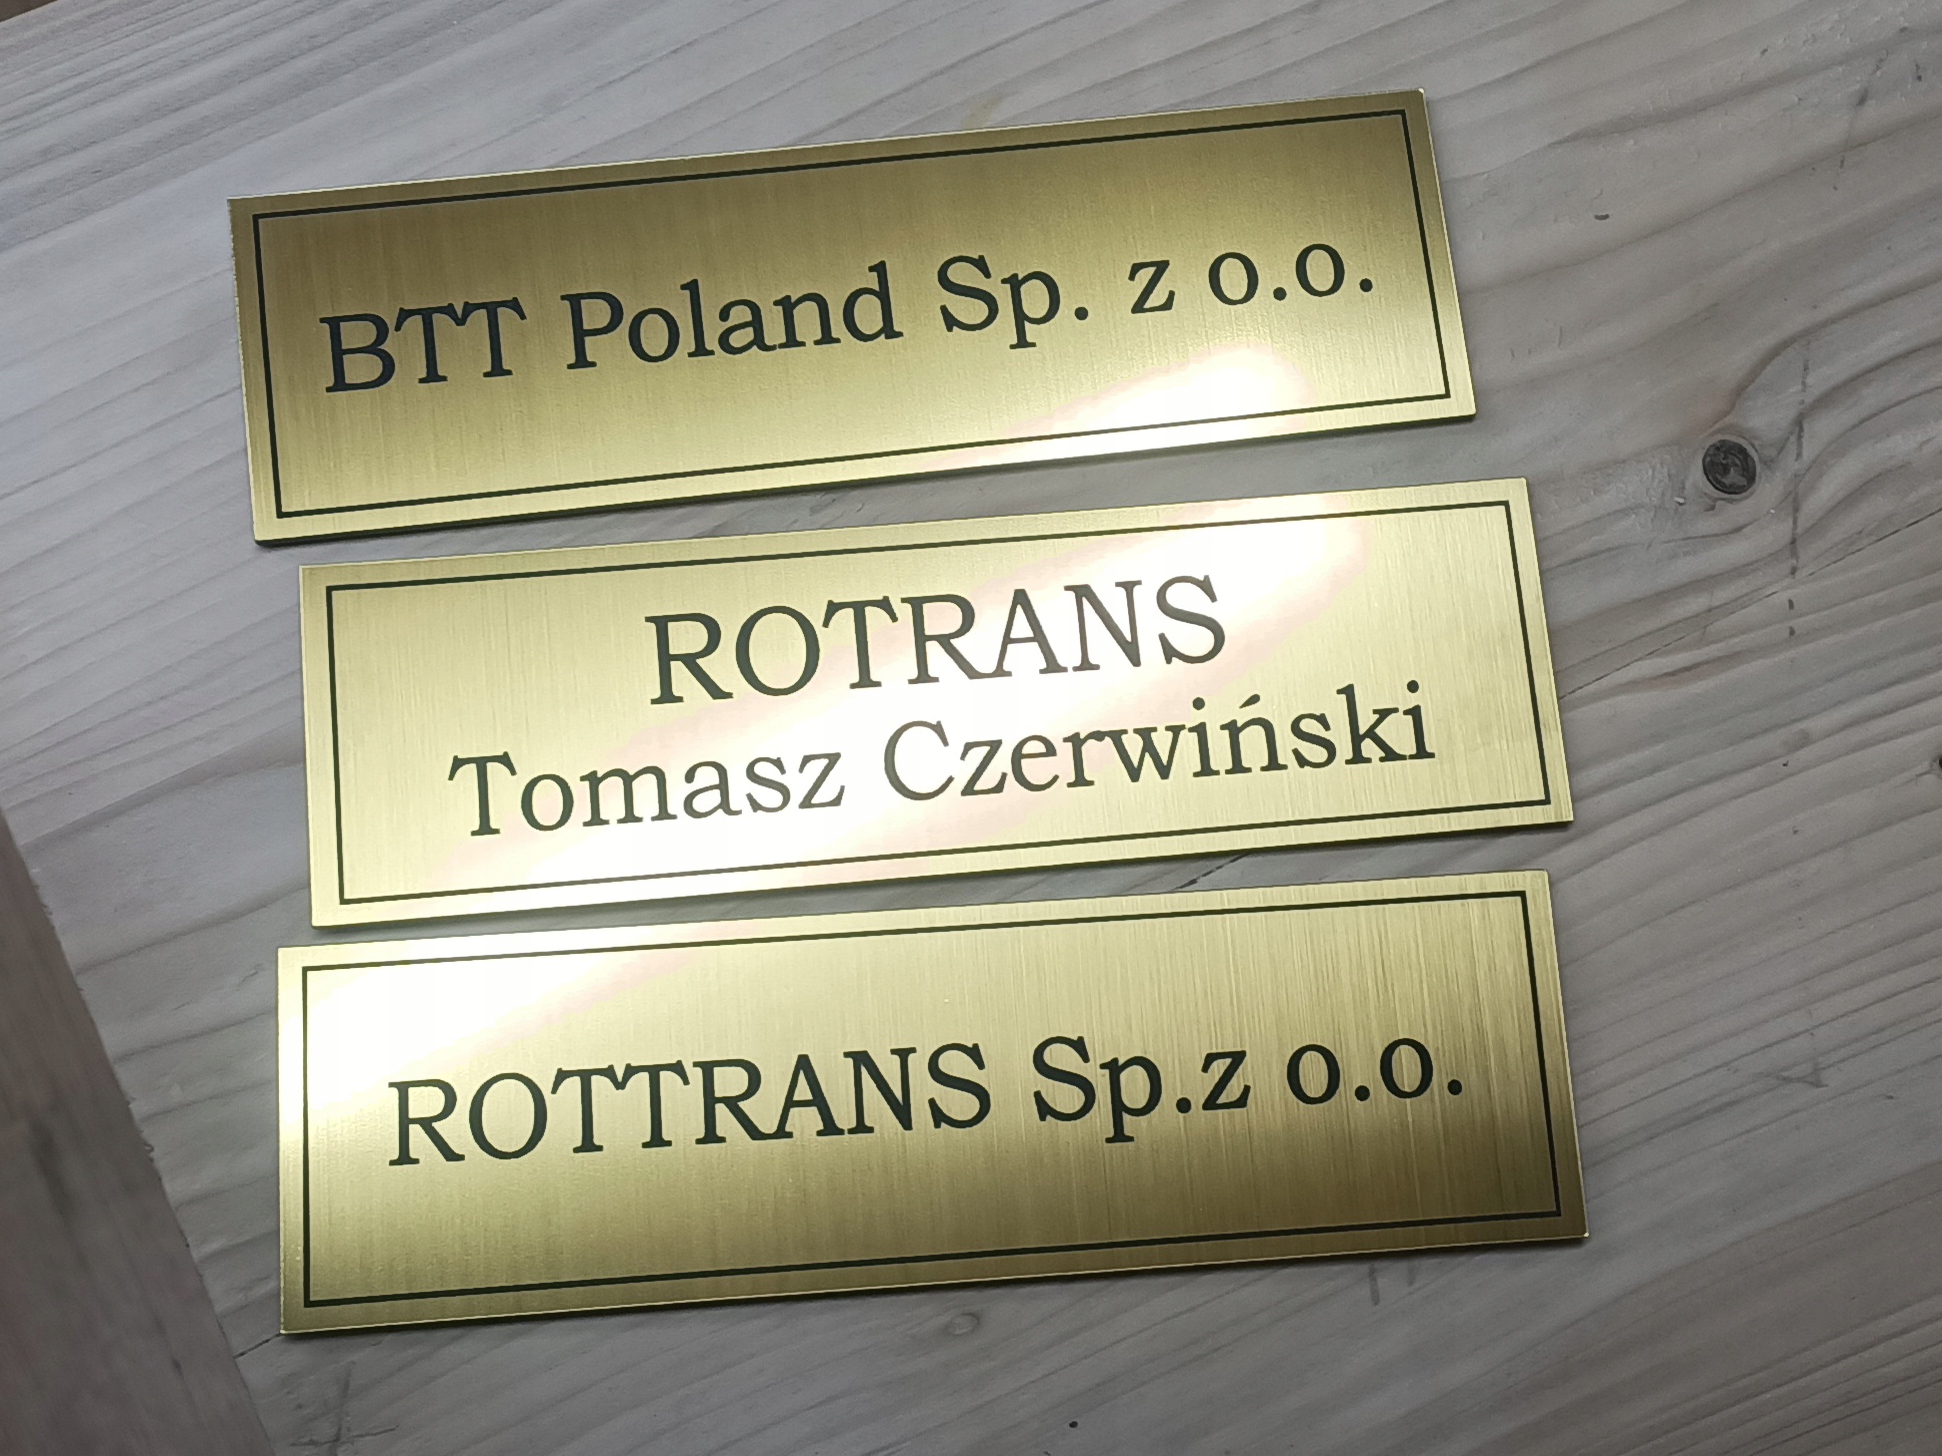 BTT Poland Sp. z o.o.
ROTRANS
Tomasz Czerwiński
ROTTRANS Sp.z o.o.